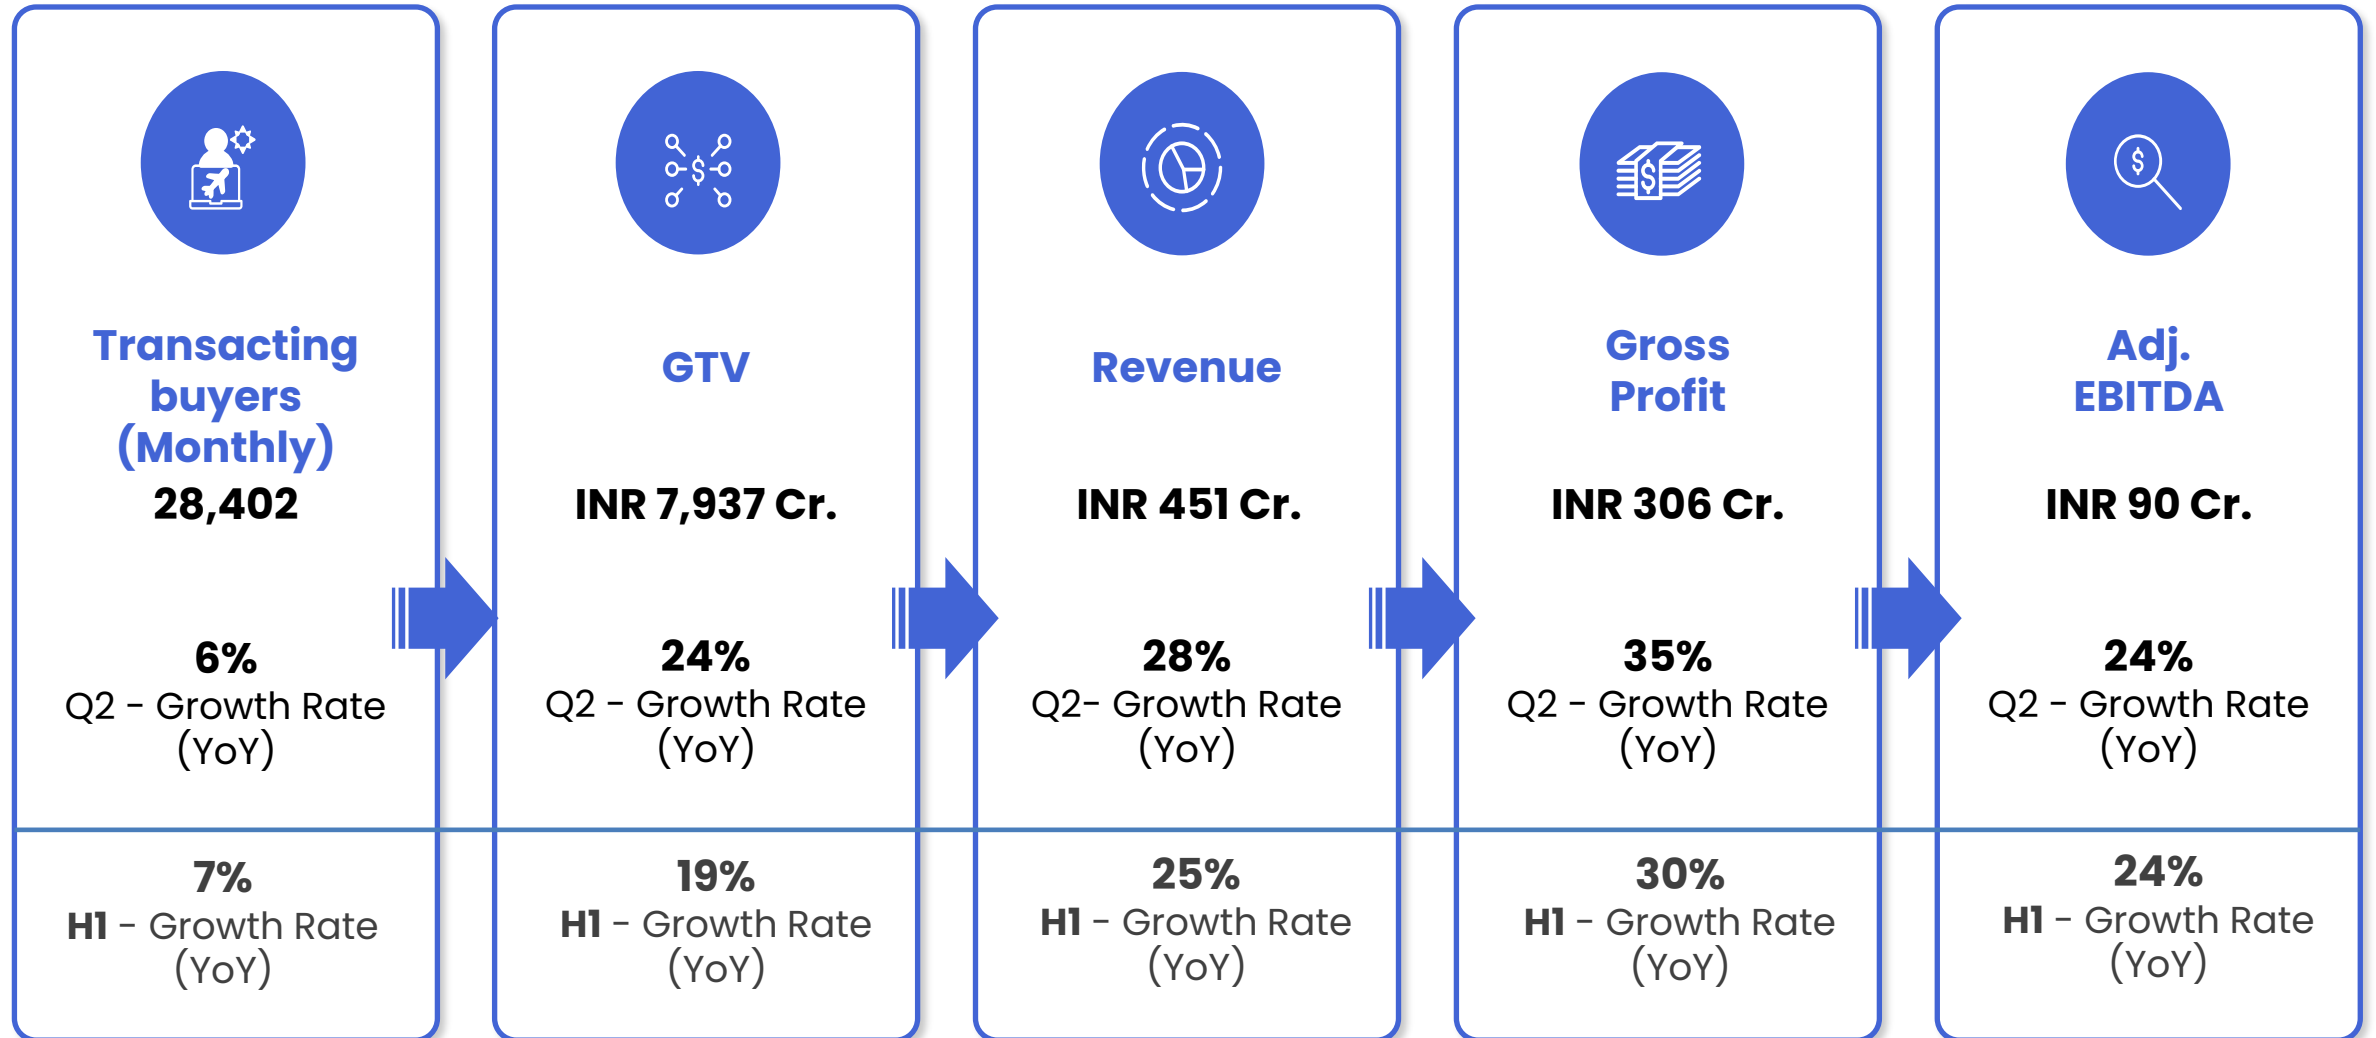 Transacting
buyers
(Monthly)
28,402
6%
Q2 - Growth Rate
(YoY)
7%
H1 - Growth Rate
(YoY)
GTV
INR 7,937 Cr.
24%
Q2 - Growth Rate
(YoY)
19%
H1 - Growth Rate
(YoY)
Revenue
INR 451 Cr.
28%
Q2- Growth Rate
(YoY)
25%
H1 - Growth Rate
(YoY)
Gross
Profit
INR 306 Cr.
35%
Q2 - Growth Rate
(YoY)
30%
H1 - Growth Rate
(YoY)
Adj.
EBITDA
INR 90 Cr.
24%
Q2 - Growth Rate
(YoY)
24%
H1 - Growth Rate
(YoY)